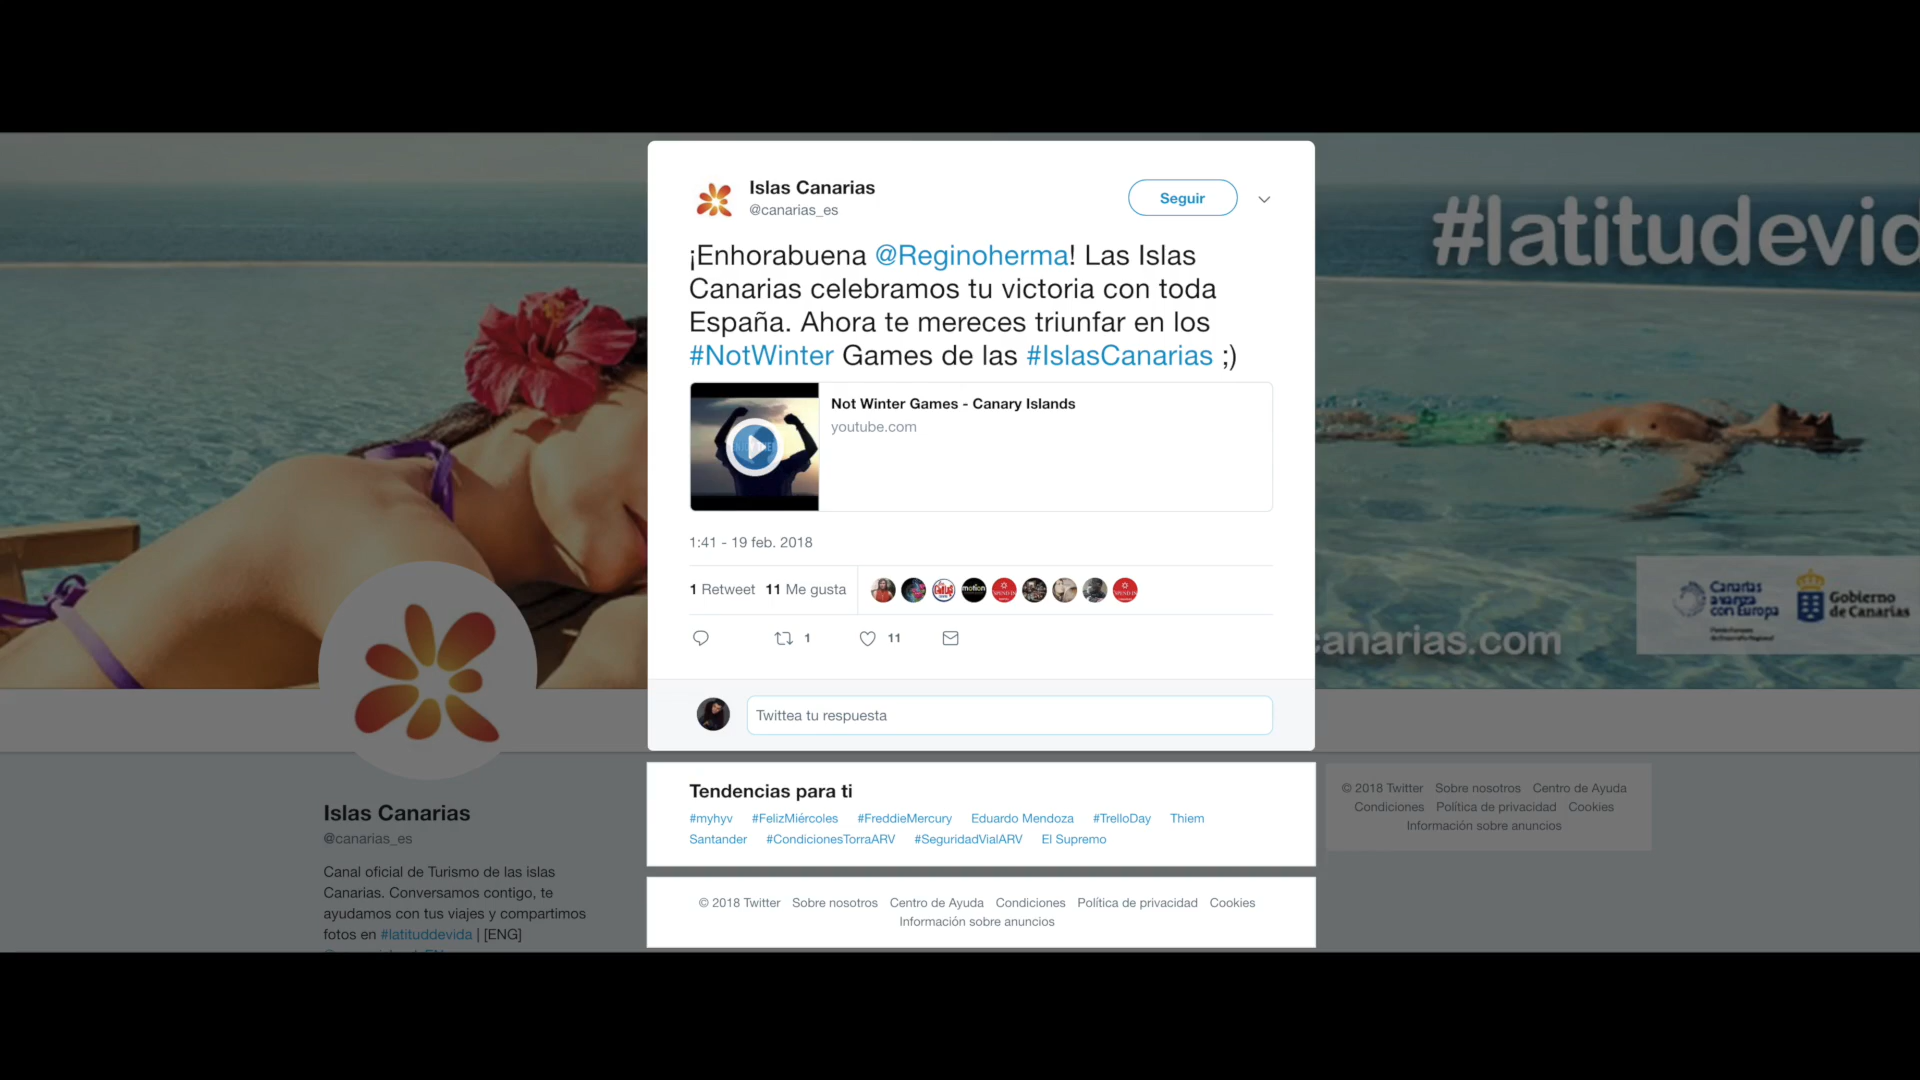 Islas Canarias
@canarias_es
Seguir
¡Enhorabuena @Reginoherma! Las Islas
Canarias celebramos tu victoria con toda
España. Ahora te mereces triunfar en los
#NotWinter Games de las #IslasCanarias ;)
Not Winter Games - Canary Islands
youtube.com
1:41 - 19 feb. 2018
1 Retweet 11 Me gusta
1 11
Twittea tu respuesta
Tendencias para ti
#myhyv #FelizMiércoles #FreddieMercury Eduardo Mendoza #TrelloDay Thiem
Santander #CondicionesTorraARV #SeguridadVialARV El Supremo
© 2018 Twitter Sobre nosotros Centro de Ayuda Condiciones Política de privacidad Cookies
Información sobre anuncios
#latitudevid
canarias.com
Canarias
avanza
con Europa
Gobierno
de Canarias
Islas Canarias
@canarias_es
Canal oficial de Turismo de las islas
Canarias. Conversamos contigo, te
ayudamos con tus viajes y compartimos
fotos en #latituddevida | [ENG]
© 2018 Twitter Sobre nosotros Centro de Ayuda
Condiciones Política de privacidad Cookies
Información sobre anuncios